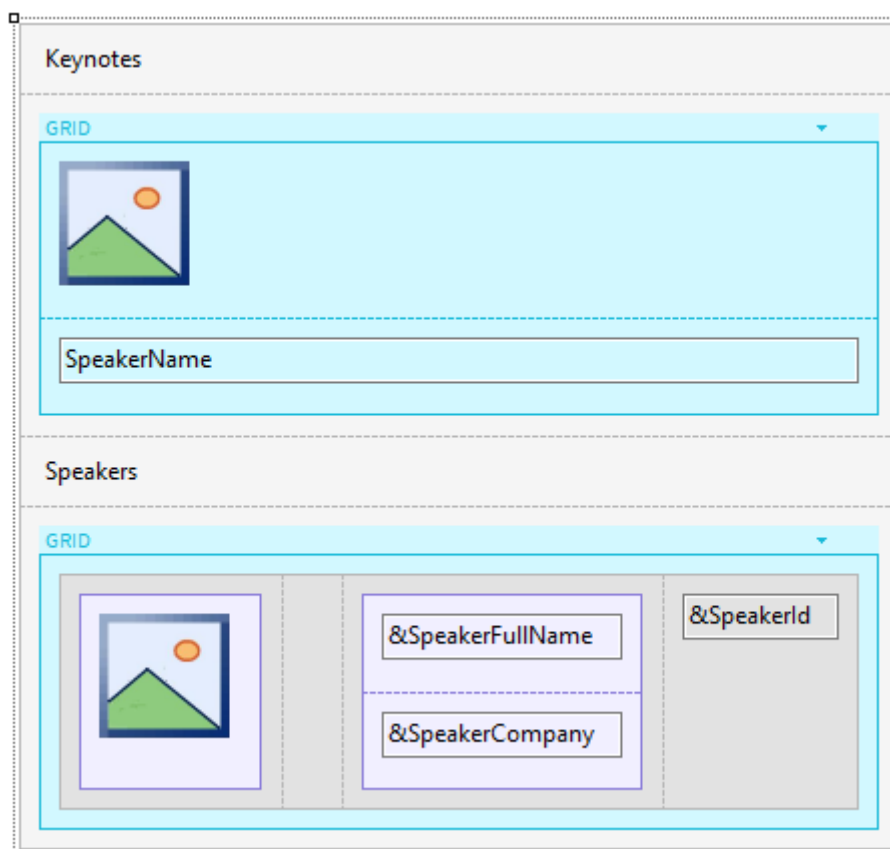 Keynotes
GRID
SpeakerName
Speakers
GRID
&SpeakerFullName
&SpeakerId
&SpeakerCompany